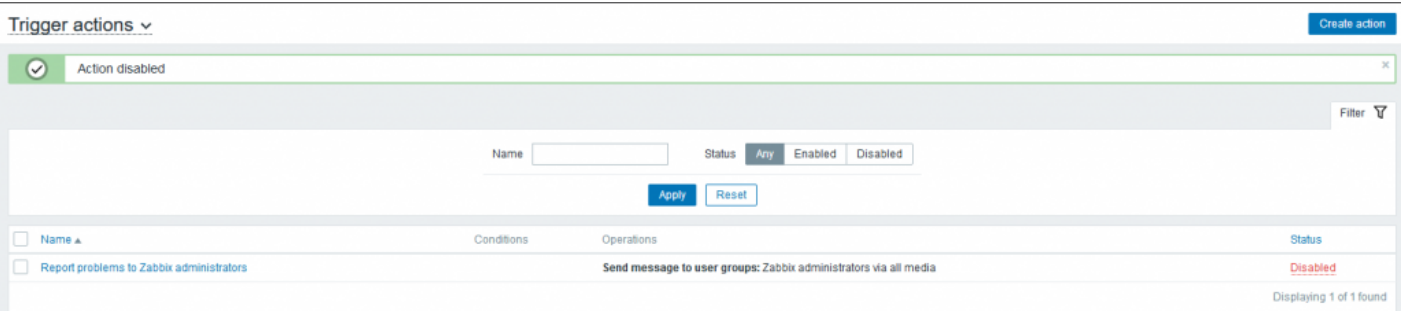 Trigger actions
Create action
Action disabled
Filter
Name Status Any Enabled Disabled
Apply Reset
Name Conditions Operations Status
Report problems to Zabbix administrators Send message to user groups: Zabbix administrators via all media Disabled
Displaying 1 of 1 found